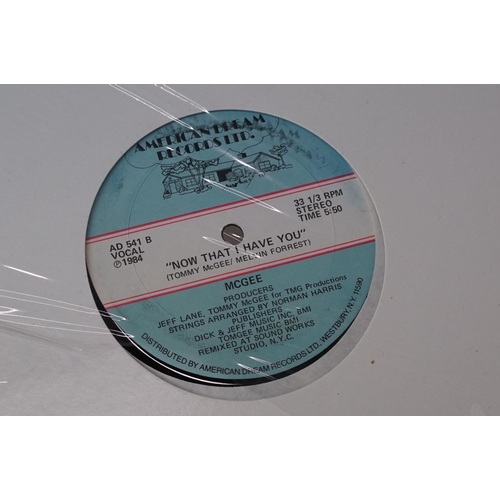 AMERICAN DREAM
RECORDS LTD.
AD 541 B
VOCAL
℗1984
33 1/3 RPM
STEREO
TIME 5:50
"NOW THAT I HAVE YOU"
(TOMMY McGEE/ MELVIN FORREST)
MCGEE
PRODUCERS
JEFF LANE, TOMMY McGEE for TMG Productions
STRINGS ARRANGED BY NORMAN HARRIS
PUBLISHERS
DICK & JEFF MUSIC INC, BMI
TOMGEE MUSIC BMI
REMIXED AT SOUND WORKS
STUDIO, N.Y.C.
DISTRIBUTED BY AMERICAN DREAM RECORDS LTD., WESTBURY, N.Y. 11590